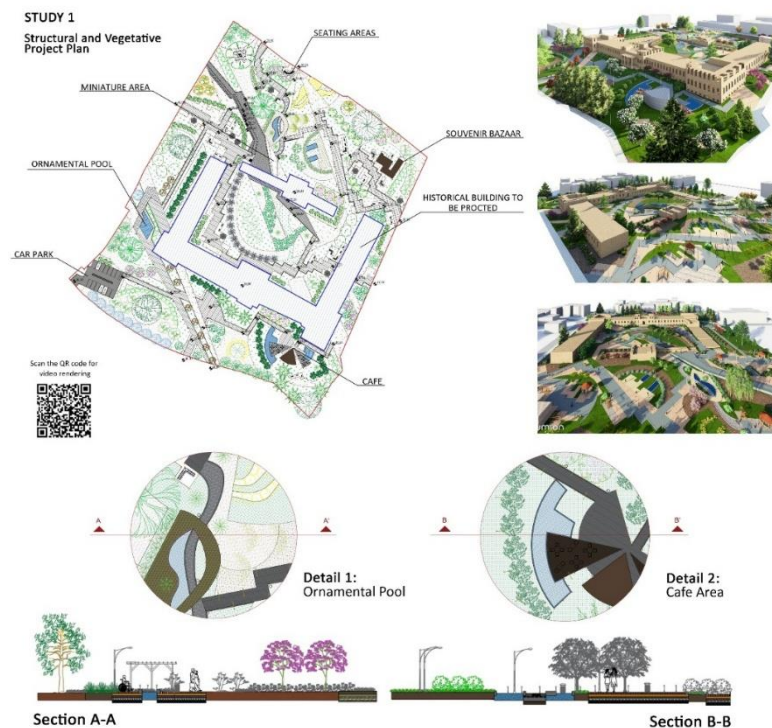 STUDY 1
Structural and Vegetative
Project Plan
SEATING AREAS
MINIATURE AREA
SOUVENIR BAZAAR
ORNAMENTAL POOL
HISTORICAL BUILDING TO
BE PROCTED
CAR PARK
CAFE
Scan the QR code for
video rendering
A
A'
B
B'
Detail 1:
Ornamental Pool
Detail 2:
Cafe Area
Section A-A
Section B-B